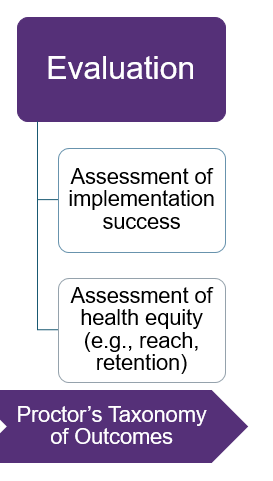 Evaluation
Assessment of
implementation
success
Assessment of
health equity
(e.g., reach,
retention)
Proctor's Taxonomy
of Outcomes